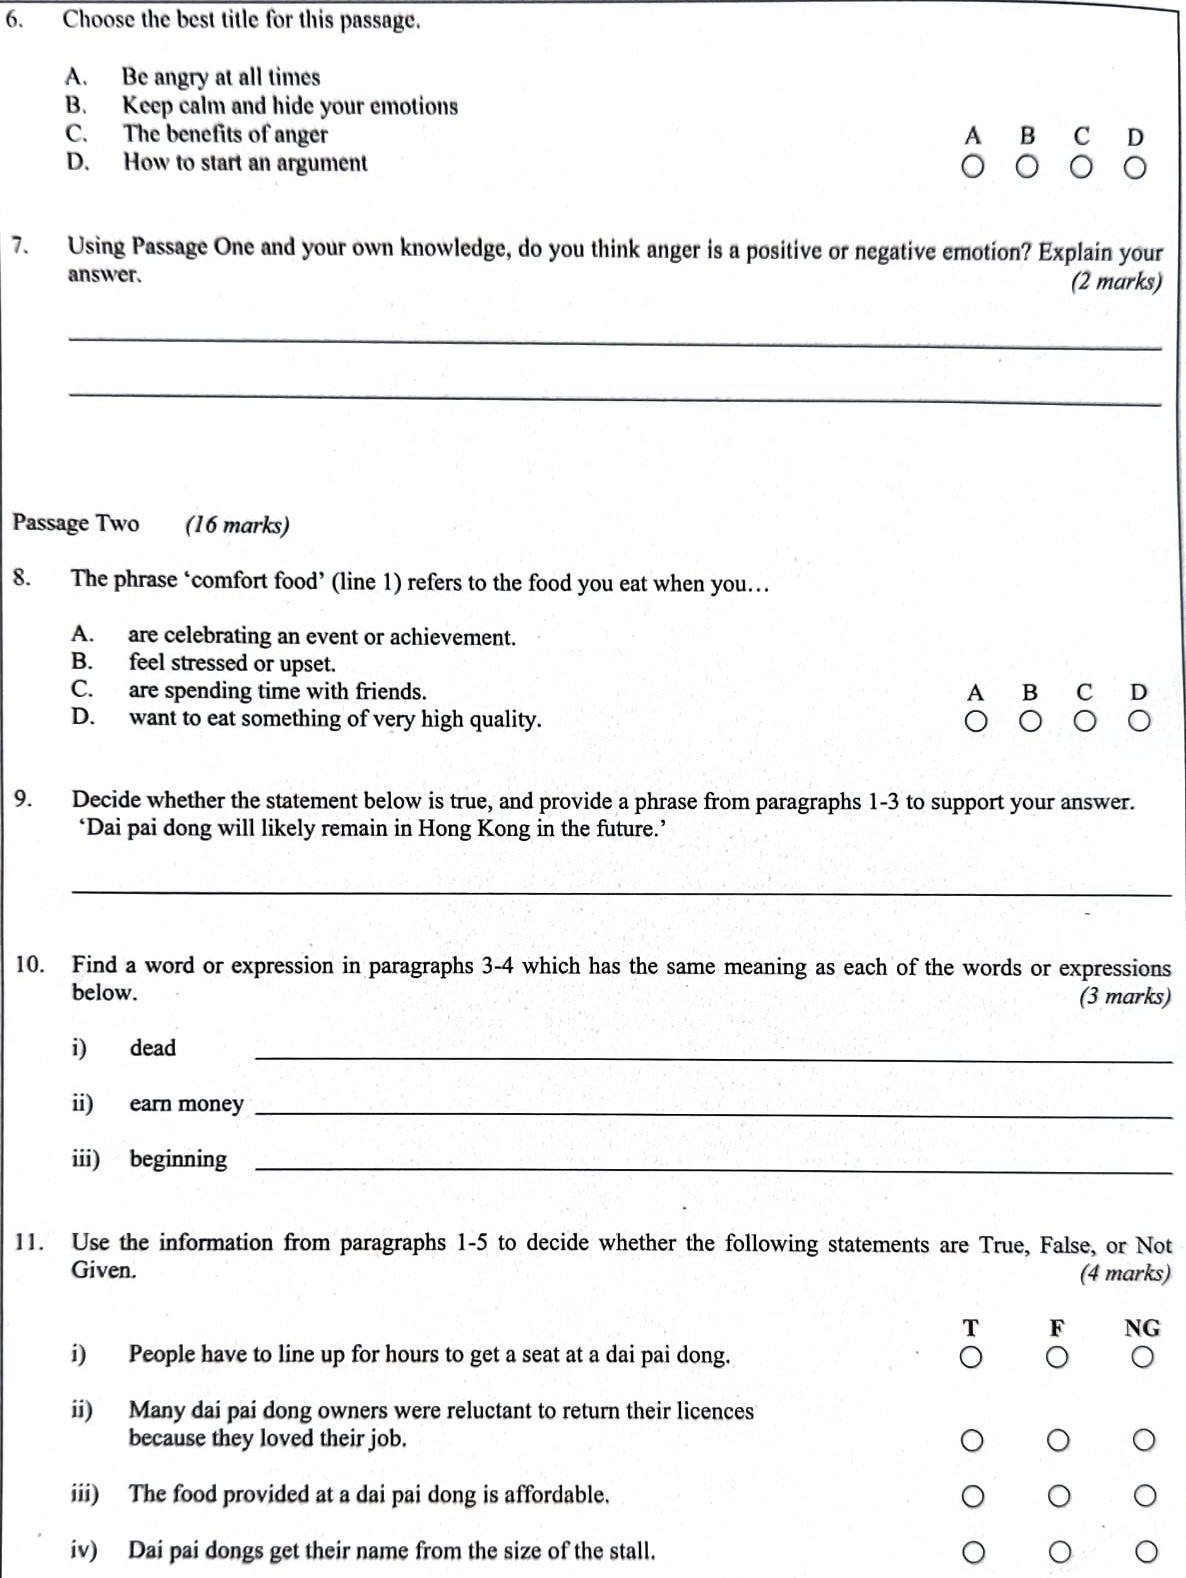 6. Choose the best title for this passage.
A. Be angry at all times
B. Keep calm and hide your emotions
C. The benefits of anger
D. How to start an argument
A B C D
7. Using Passage One and your own knowledge, do you think anger is a positive or negative emotion? Explain your
answer. (2 marks)
Passage Two (16 marks)
8. The phrase ‘comfort food’ (line 1) refers to the food you eat when you…
A. are celebrating an event or achievement.
B. feel stressed or upset.
C. are spending time with friends.
D. want to eat something of very high quality.
A B C D
9. Decide whether the statement below is true, and provide a phrase from paragraphs 1-3 to support your answer.
‘Dai pai dong will likely remain in Hong Kong in the future.’
10. Find a word or expression in paragraphs 3-4 which has the same meaning as each of the words or expressions
below. (3 marks)
i) dead
ii) earn money
iii) beginning
11. Use the information from paragraphs 1-5 to decide whether the following statements are True, False, or Not
Given. (4 marks)
T F NG
i) People have to line up for hours to get a seat at a dai pai dong.
ii) Many dai pai dong owners were reluctant to return their licences
because they loved their job.
iii) The food provided at a dai pai dong is affordable.
iv) Dai pai dongs get their name from the size of the stall.